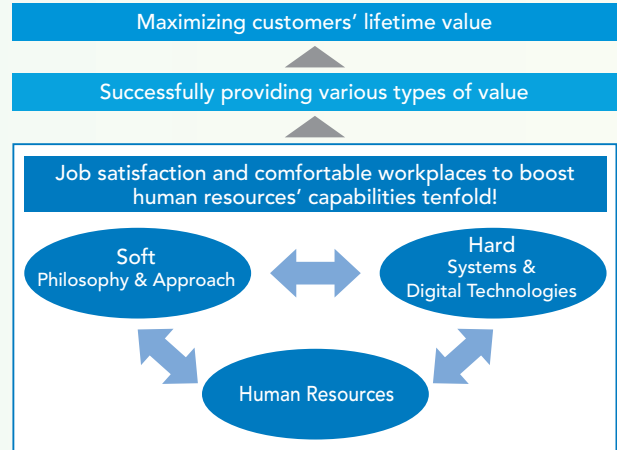 Maximizing customers’ lifetime value
Successfully providing various types of value
Job satisfaction and comfortable workplaces to boost
human resources’ capabilities tenfold!
Soft
Philosophy & Approach
Hard
Systems &
Digital Technologies
Human Resources